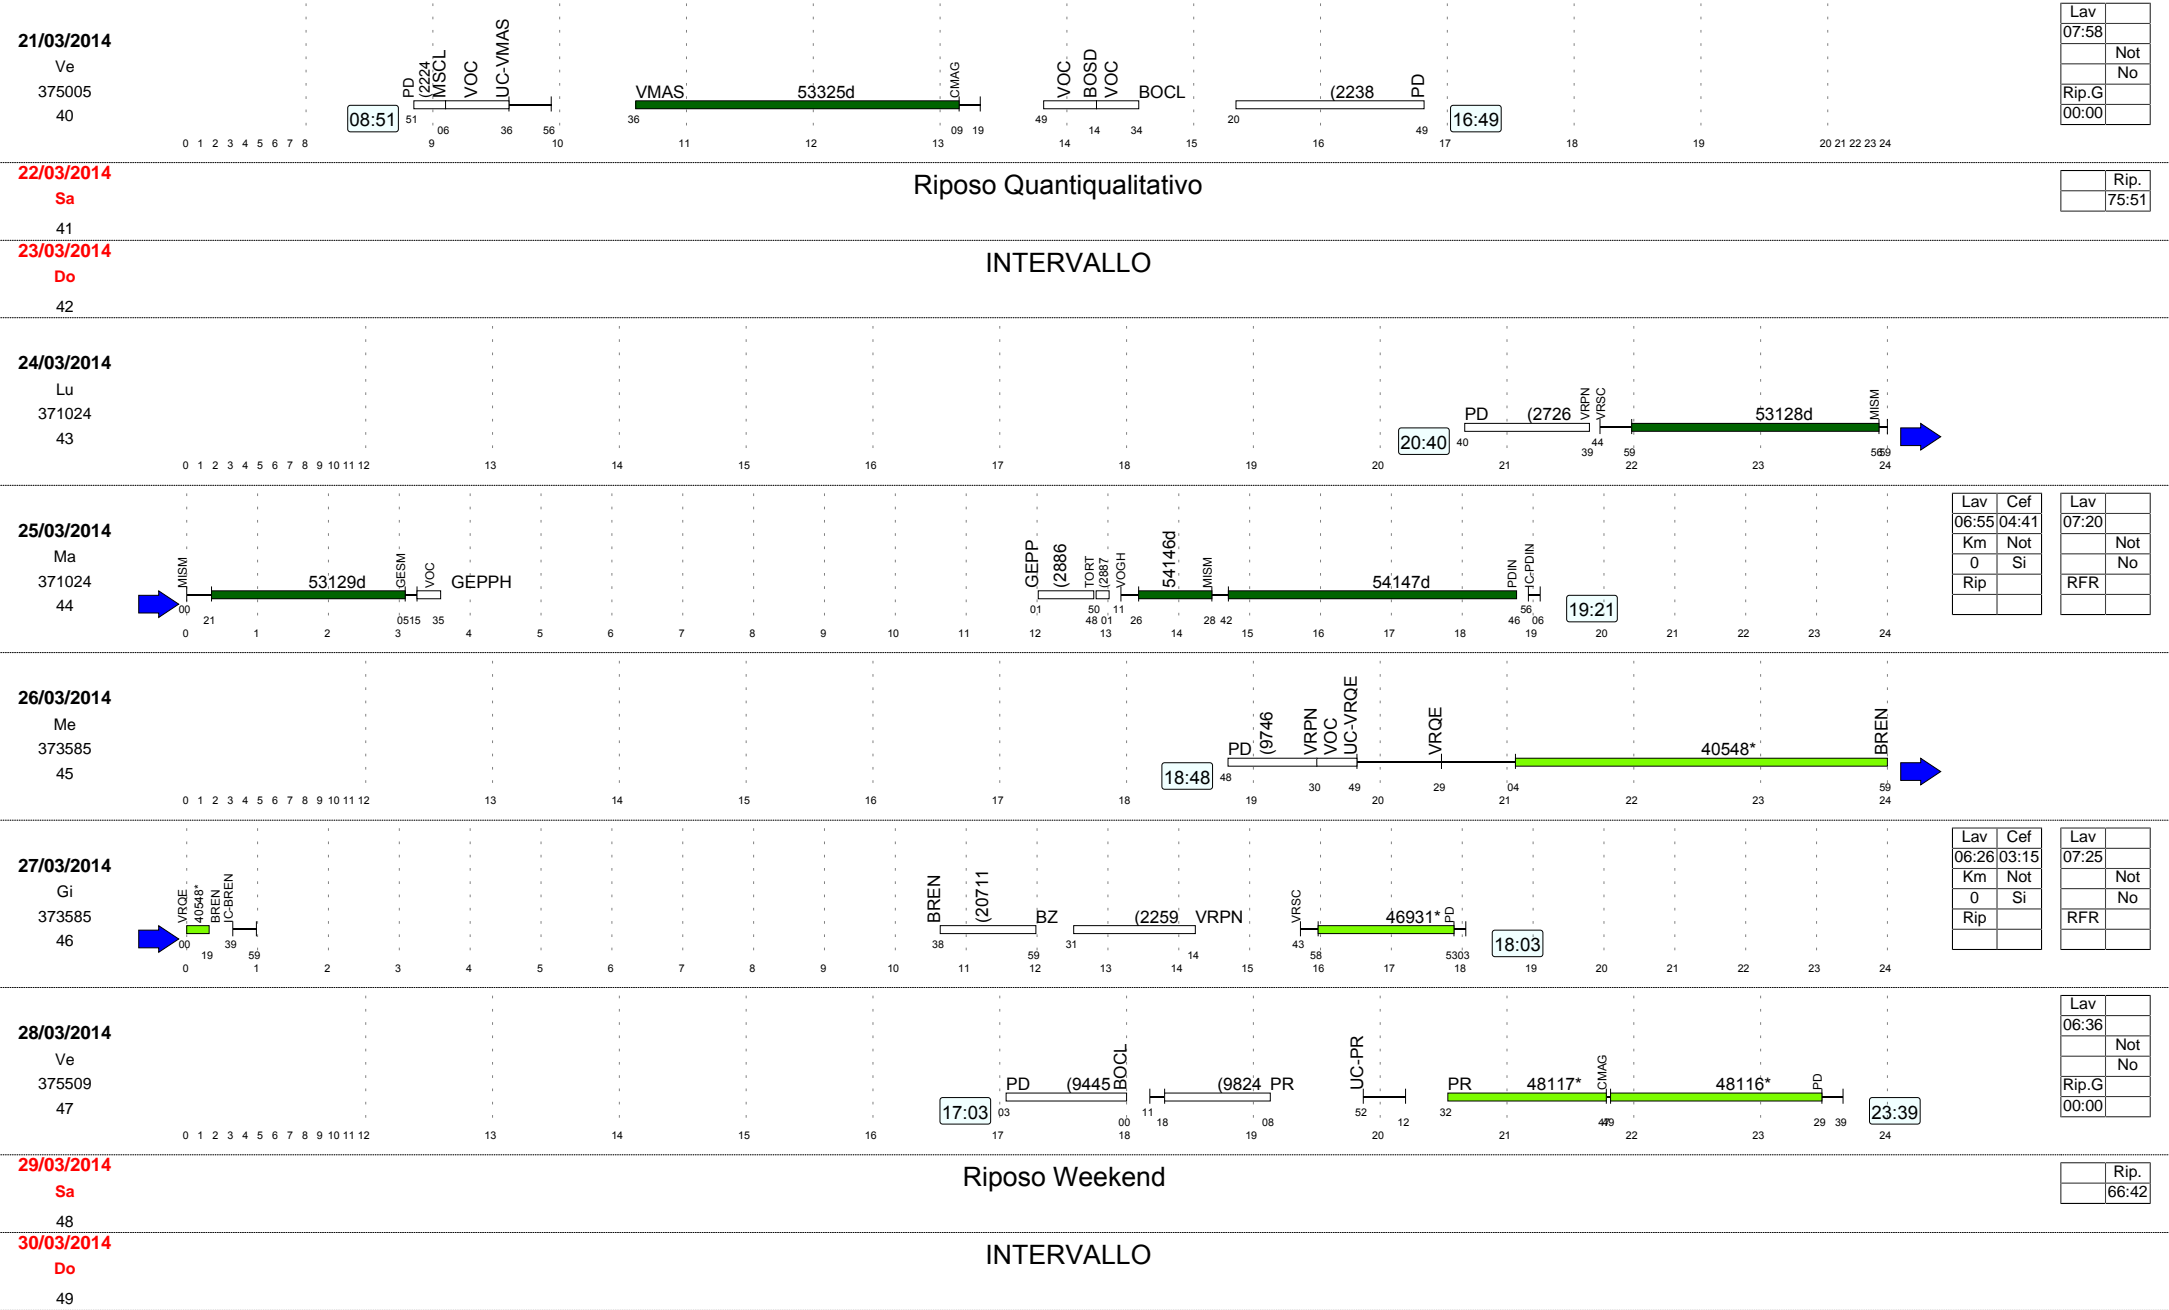 21/03/2014
Ve
375005
40
08:51
PD (2224 MSCL VOC UC-VMAS
51 06 36 56
VMAS 53325d CMAG
36 09 19
VOC BOSD VOC BOCL
49 14 34
(2238 PD
20 49
16:49
0 1 2 3 4 5 6 7 8 9 10 11 12 13 14 15 16 17 18 19 20 21 22 23 24
Lav
07:58
Not
No
Rip.G
00:00
22/03/2014
Sa
41
Riposo Quantiqualitativo
Rip.
75:51
23/03/2014
Do
42
INTERVALLO
24/03/2014
Lu
371024
43
20:40
PD (2726 VRPN VRSC 53128d MISM
40 39 44 59 56 59
0 1 2 3 4 5 6 7 8 9 10 11 12 13 14 15 16 17 18 19 20 21 22 23 24
25/03/2014
Ma
371024
44
MISM 53129d GESM VOC GEPPH
00 21 05 15 35
GEPP (2886 TORT (2887 VOGH 54146d MISM 54147d PDIN IC-PDIN
01 48 50 01 11 26 28 42 46 56 06
19:21
0 1 2 3 4 5 6 7 8 9 10 11 12 13 14 15 16 17 18 19 20 21 22 23 24
Lav Cef
06:55 04:41
Km Not
0 Si
Rip
Lav
07:20
Not
No
RFR
26/03/2014
Me
373585
45
18:48
PD (9746 VRPN VOC UC-VRQE VRQE 40548* BREN
48 30 49 29 04 59
0 1 2 3 4 5 6 7 8 9 10 11 12 13 14 15 16 17 18 19 20 21 22 23 24
27/03/2014
Gi
373585
46
VRQE 40548* BREN IC-BREN
00 19 39 59
BREN (20711 BZ (2259 VRPN
38 59 31 14
VRSC 46931* PD
43 58 53 03
18:03
0 1 2 3 4 5 6 7 8 9 10 11 12 13 14 15 16 17 18 19 20 21 22 23 24
Lav Cef
06:26 03:15
Km Not
0 Si
Rip
Lav
07:25
Not
No
RFR
28/03/2014
Ve
375509
47
17:03
PD (9445 BOCL (9824 PR
03 00 11 18 08
UC-PR
52 12
PR 48117* CMAG 48116* PD
32 47 49 29 39
23:39
0 1 2 3 4 5 6 7 8 9 10 11 12 13 14 15 16 17 18 19 20 21 22 23 24
Lav
06:36
Not
No
Rip.G
00:00
29/03/2014
Sa
48
Riposo Weekend
Rip.
66:42
30/03/2014
Do
49
INTERVALLO